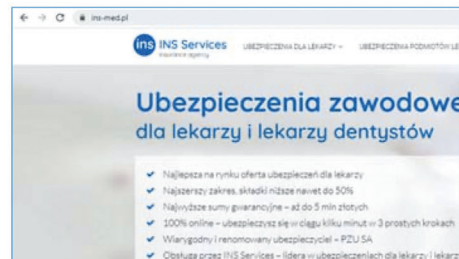 ins-med.pl
ins INS Services
insurance agency
UBEZPIECZENIA DLA LEKARZY
UBEZPIECZENIA PODMIOTÓW LE
Ubezpieczenia zawodowe
dla lekarzy i lekarzy dentystów
Najlepsza na rynku oferta ubezpieczeń dla lekarzy
Najszerszy zakres, składki niższe nawet do 50%
Najwyższe sumy gwarancyjne – aż do 5 mln złotych
100% online – ubezpieczysz się w ciągu kilku minut w 3 prostych krokach
Wiarygodny i renomowany ubezpieczyciel – PZU SA
Obsługa przez INS Services – lidera w ubezpieczeniach dla lekarzy i lekarz